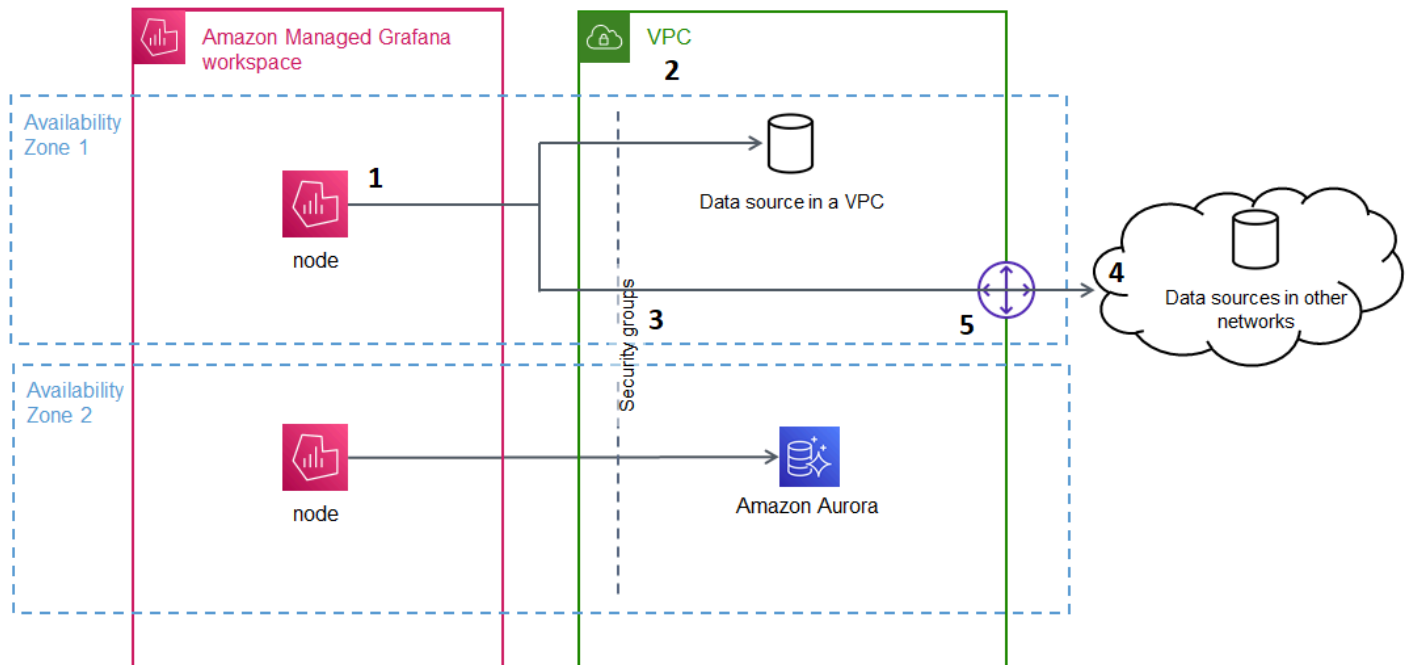 Amazon Managed Grafana
workspace
VPC
2
Availability
Zone 1
1
node
Data source in a VPC
Security groups
3
5
4
Data sources in other
networks
Availability
Zone 2
node
Amazon Aurora